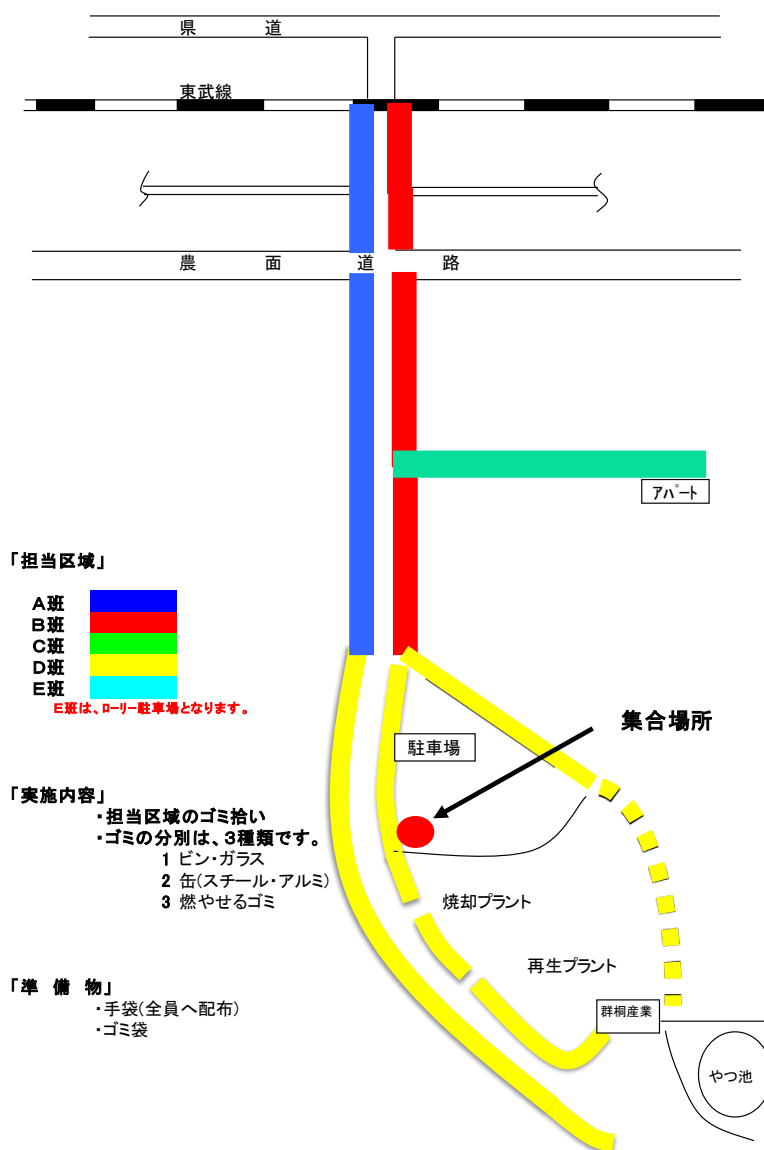 県　道
東武線
農　面　道　路
アパート
「担当区域」
A班
B班
C班
D班
E班
E班は、ローリー駐車場となります。
集合場所
駐車場
「実施内容」
・担当区域のゴミ拾い
・ゴミの分別は、3種類です。
1 ビン・ガラス
2 缶(スチール・アルミ)
3 燃やせるゴミ
焼却プラント
再生プラント
「準 備 物」
・手袋(全員へ配布)
・ゴミ袋
群桐産業
やつ池